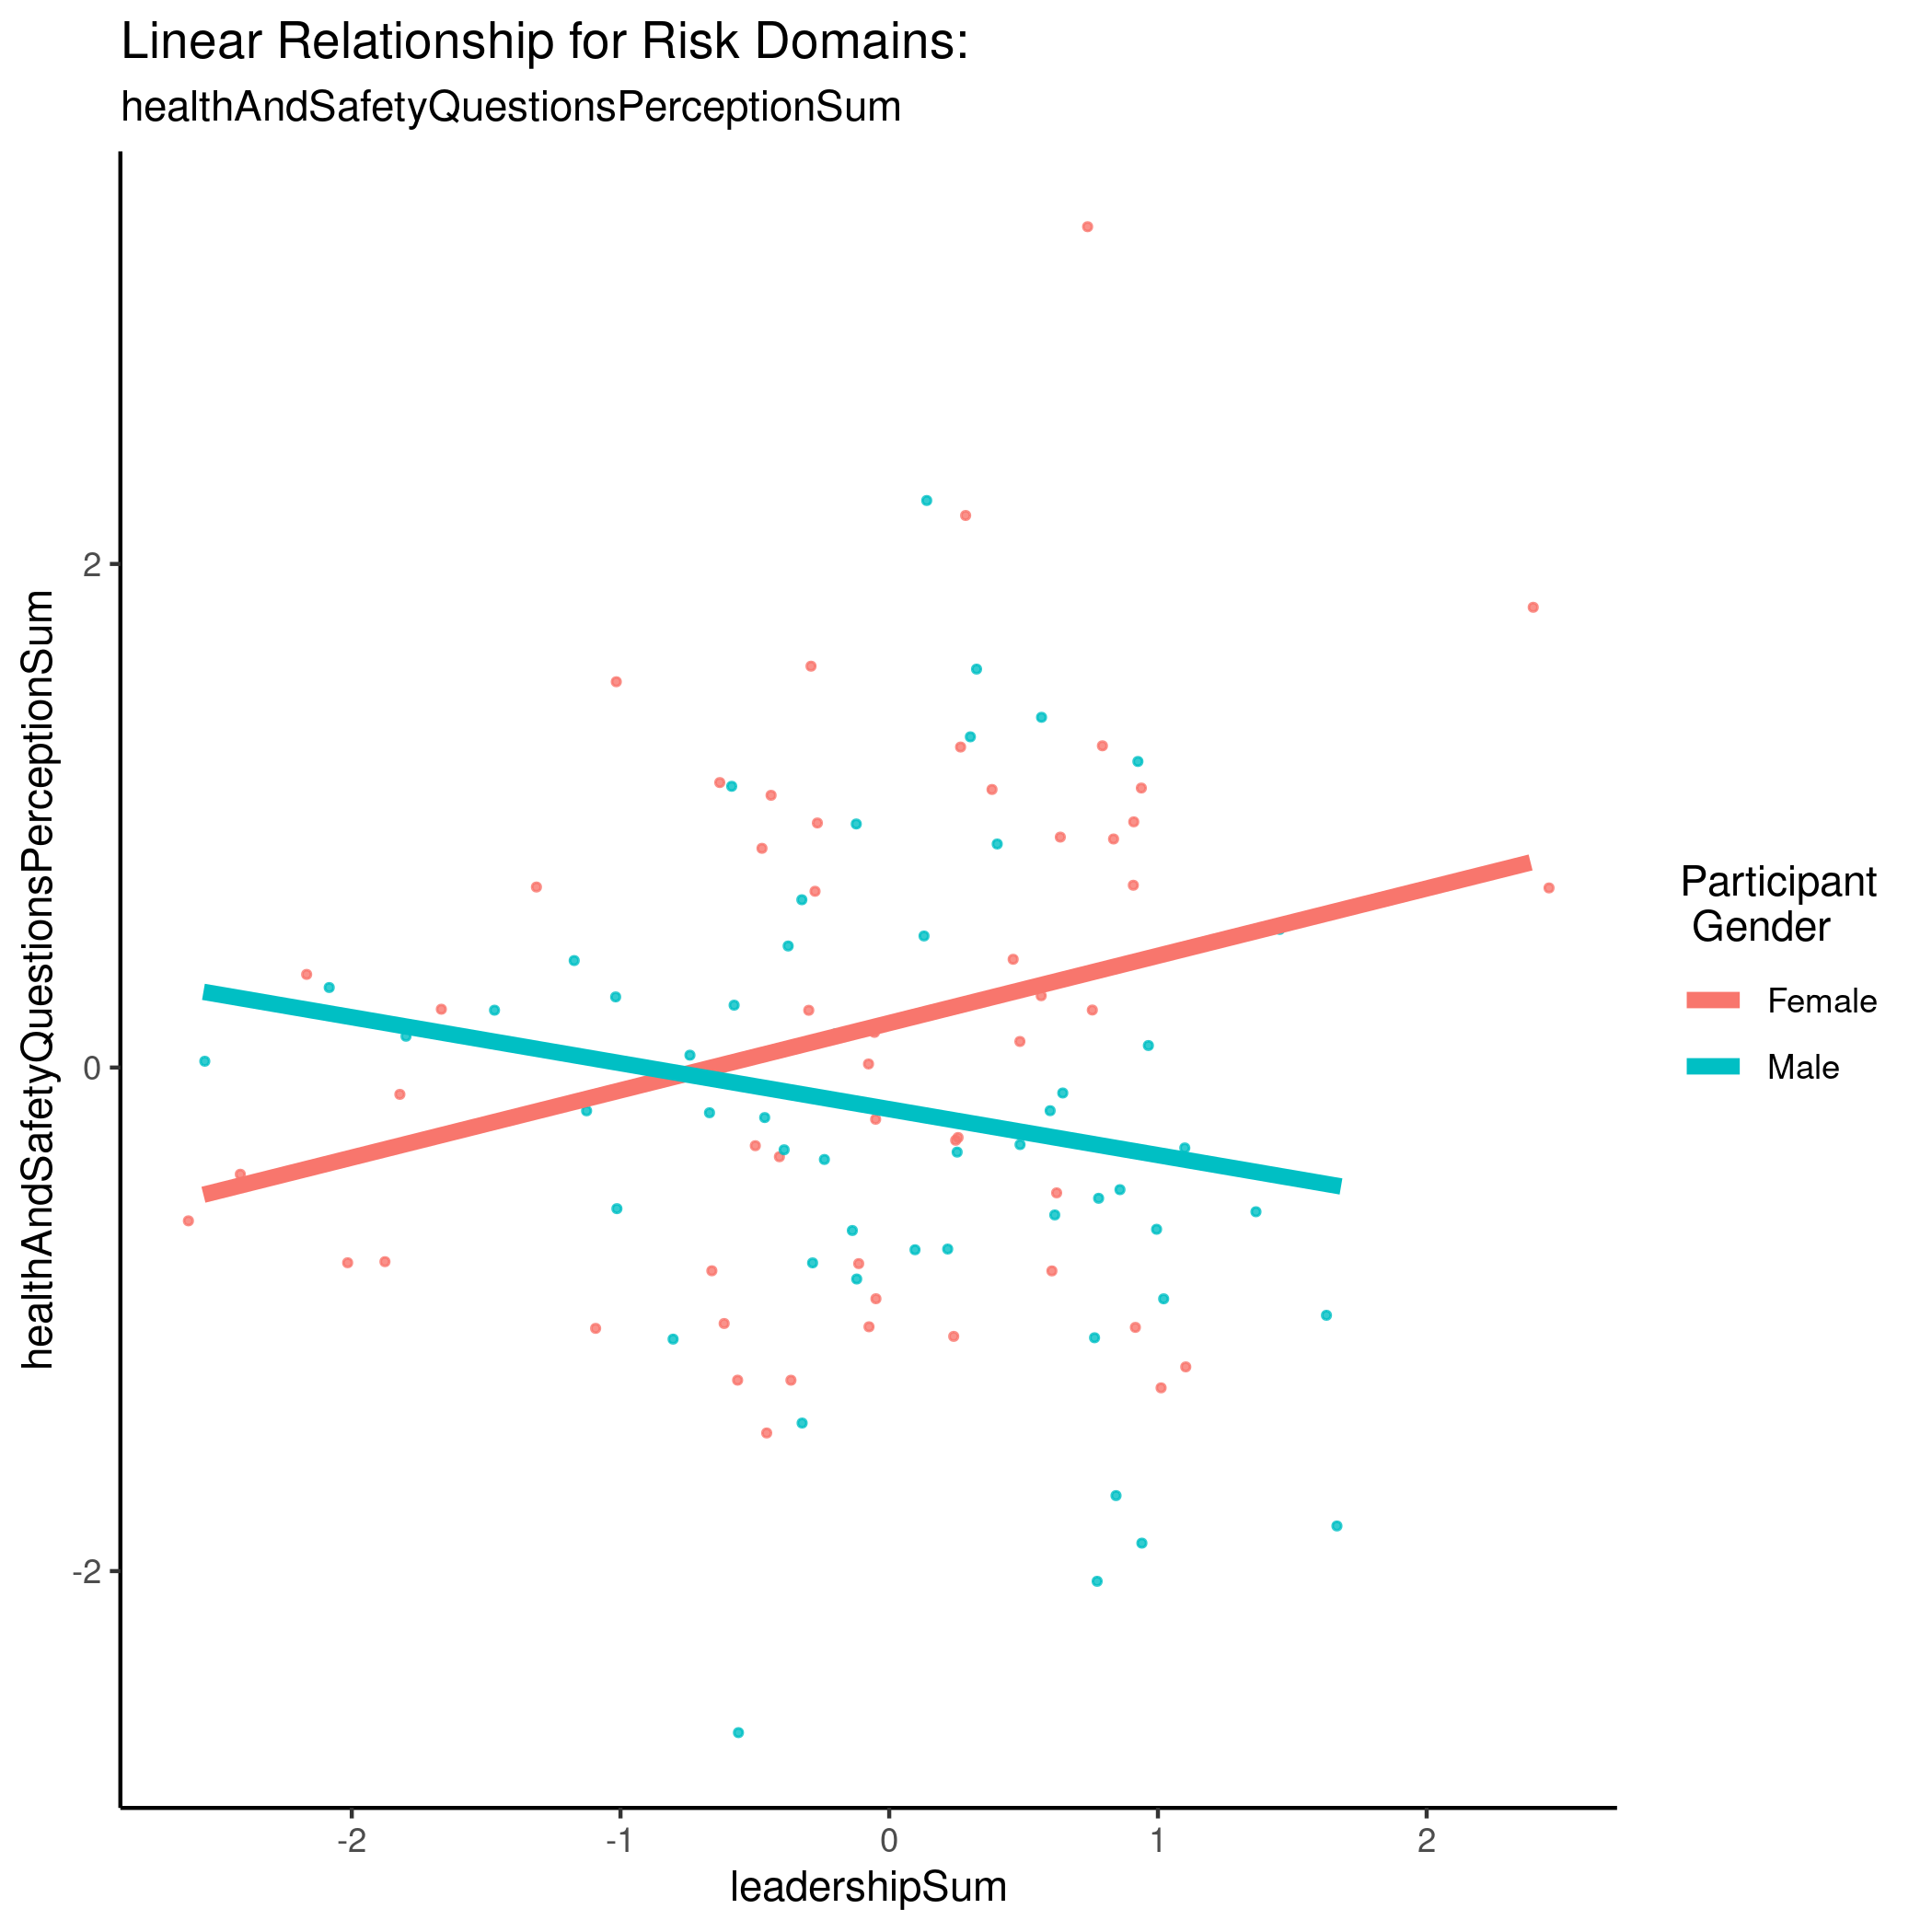 Linear Relationship for Risk Domains:
healthAndSafetyQuestionsPerceptionSum
healthAndSafetyQuestionsPerceptionSum
2
0
-2
-2
-1
0
1
2
leadershipSum
Participant
Gender
Female
Male